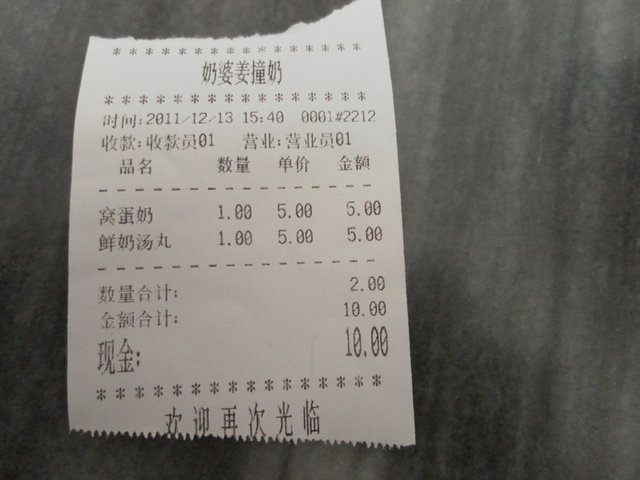 * * * * * * * * * * * * * * * * * *
奶婆姜撞奶
* * * * * * * * * * * * * * * * * * *
时间:2011/12/13 15:40 0001#2212
收款:收款员01 营业:营业员01
品名 数量 单价 金额
- - - - - - - - - - - - - - - - - - -
窝蛋奶 1.00 5.00 5.00
鲜奶汤丸 1.00 5.00 5.00
- - - - - - - - - - - - - - - - - - -
数量合计: 2.00
金额合计: 10.00
现金: 10.00
* * * * * * * * * * * * * * * * * * *
欢迎再次光临